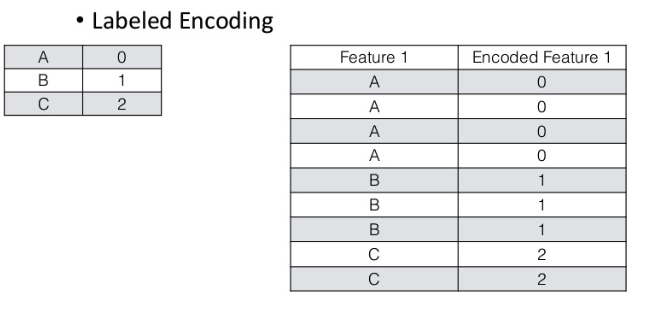 • Labeled Encoding
A 0
B 1
C 2
Feature 1 Encoded Feature 1
A 0
A 0
A 0
A 0
B 1
B 1
B 1
C 2
C 2